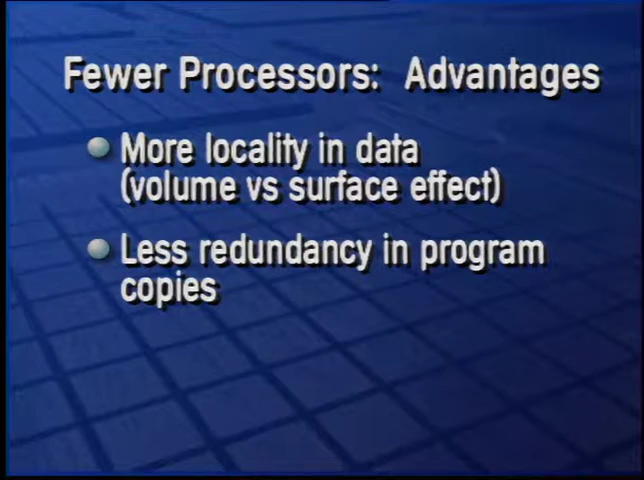 Fewer Processors: Advantages
More locality in data
(volume vs surface effect)
Less redundancy in program
copies